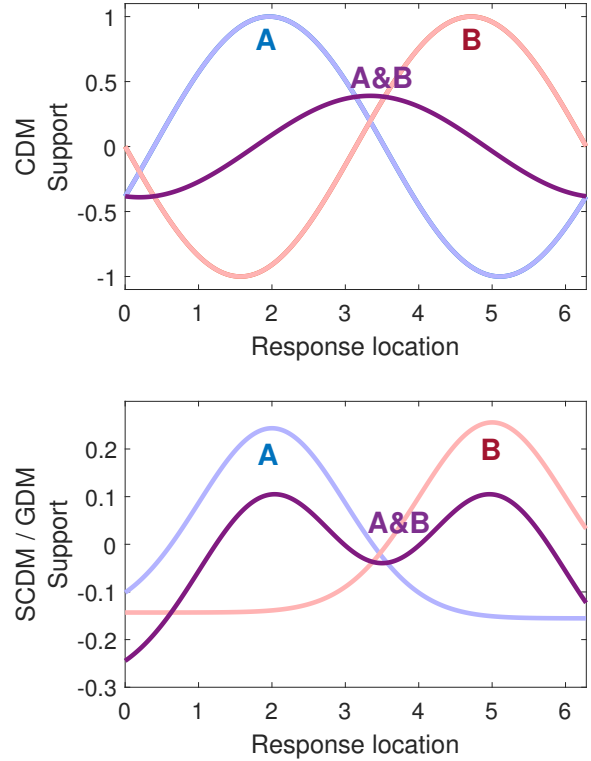 CDM
Support
1
0.5
0
-0.5
-1
A
B
A&B
0 1 2 3 4 5 6
Response location
SCDM / GDM
Support
0.2
0.1
0
-0.1
-0.2
-0.3
A
B
A&B
0 1 2 3 4 5 6
Response location